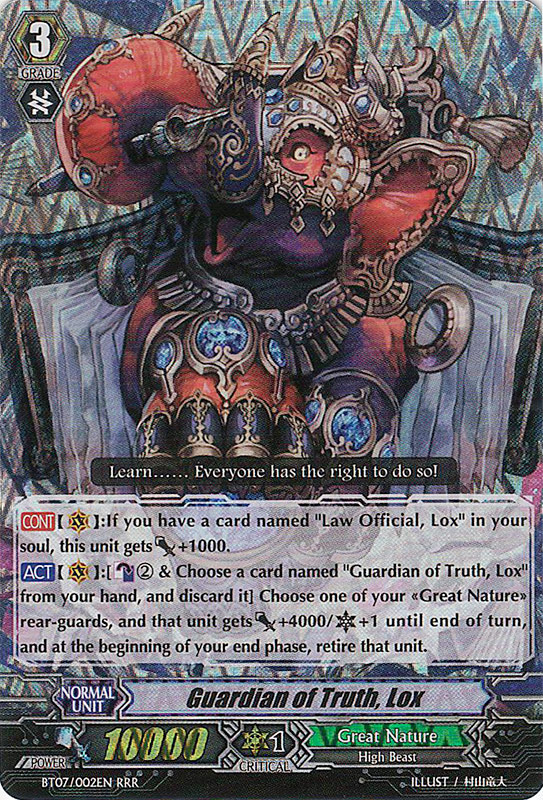 3
GRADE
Learn...... Everyone has the right to do so!
CONT【 】:If you have a card named "Law Official, Lox" in your
soul, this unit gets +1000.
ACT【 】:[ ② & Choose a card named "Guardian of Truth, Lox"
from your hand, and discard it] Choose one of your «Great Nature»
rear-guards, and that unit gets +4000/ +1 until end of turn,
and at the beginning of your end phase, retire that unit.
NORMAL
UNIT
Guardian of Truth, Lox
POWER
10000
1
CRITICAL
Great Nature
High Beast
BT07/002EN RRR
ILLUST / 村山竜大